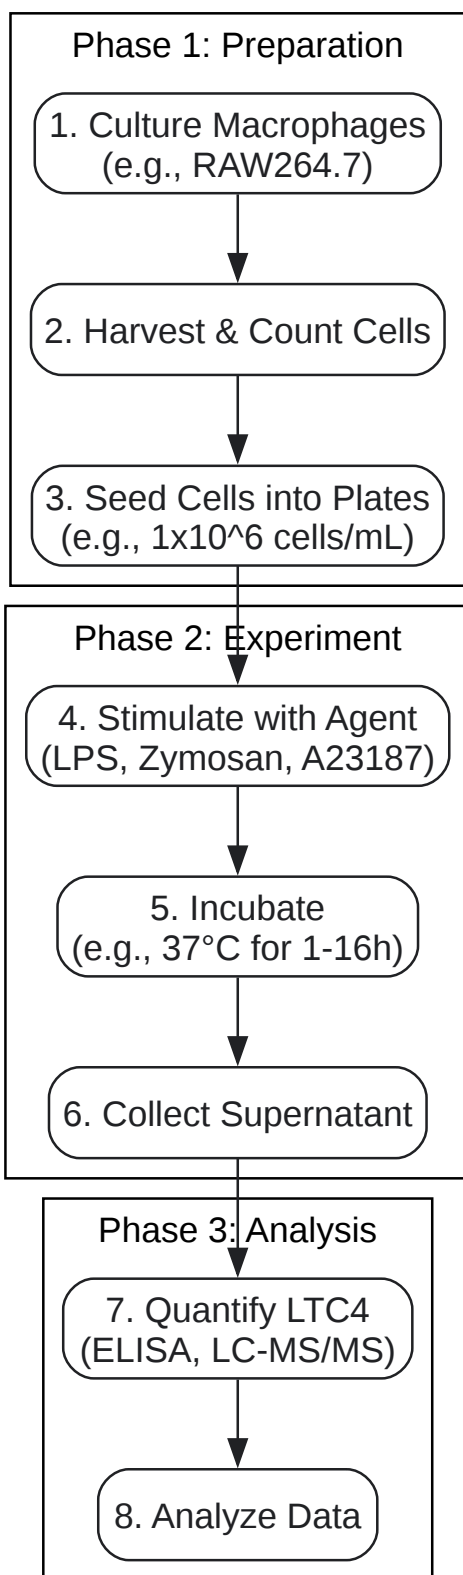 Phase 1: Preparation
1. Culture Macrophages
(e.g., RAW264.7)
2. Harvest & Count Cells
3. Seed Cells into Plates
(e.g., 1x10^6 cells/mL)
Phase 2: Experiment
4. Stimulate with Agent
(LPS, Zymosan, A23187)
5. Incubate
(e.g., 37°C for 1-16h)
6. Collect Supernatant
Phase 3: Analysis
7. Quantify LTC4
(ELISA, LC-MS/MS)
8. Analyze Data